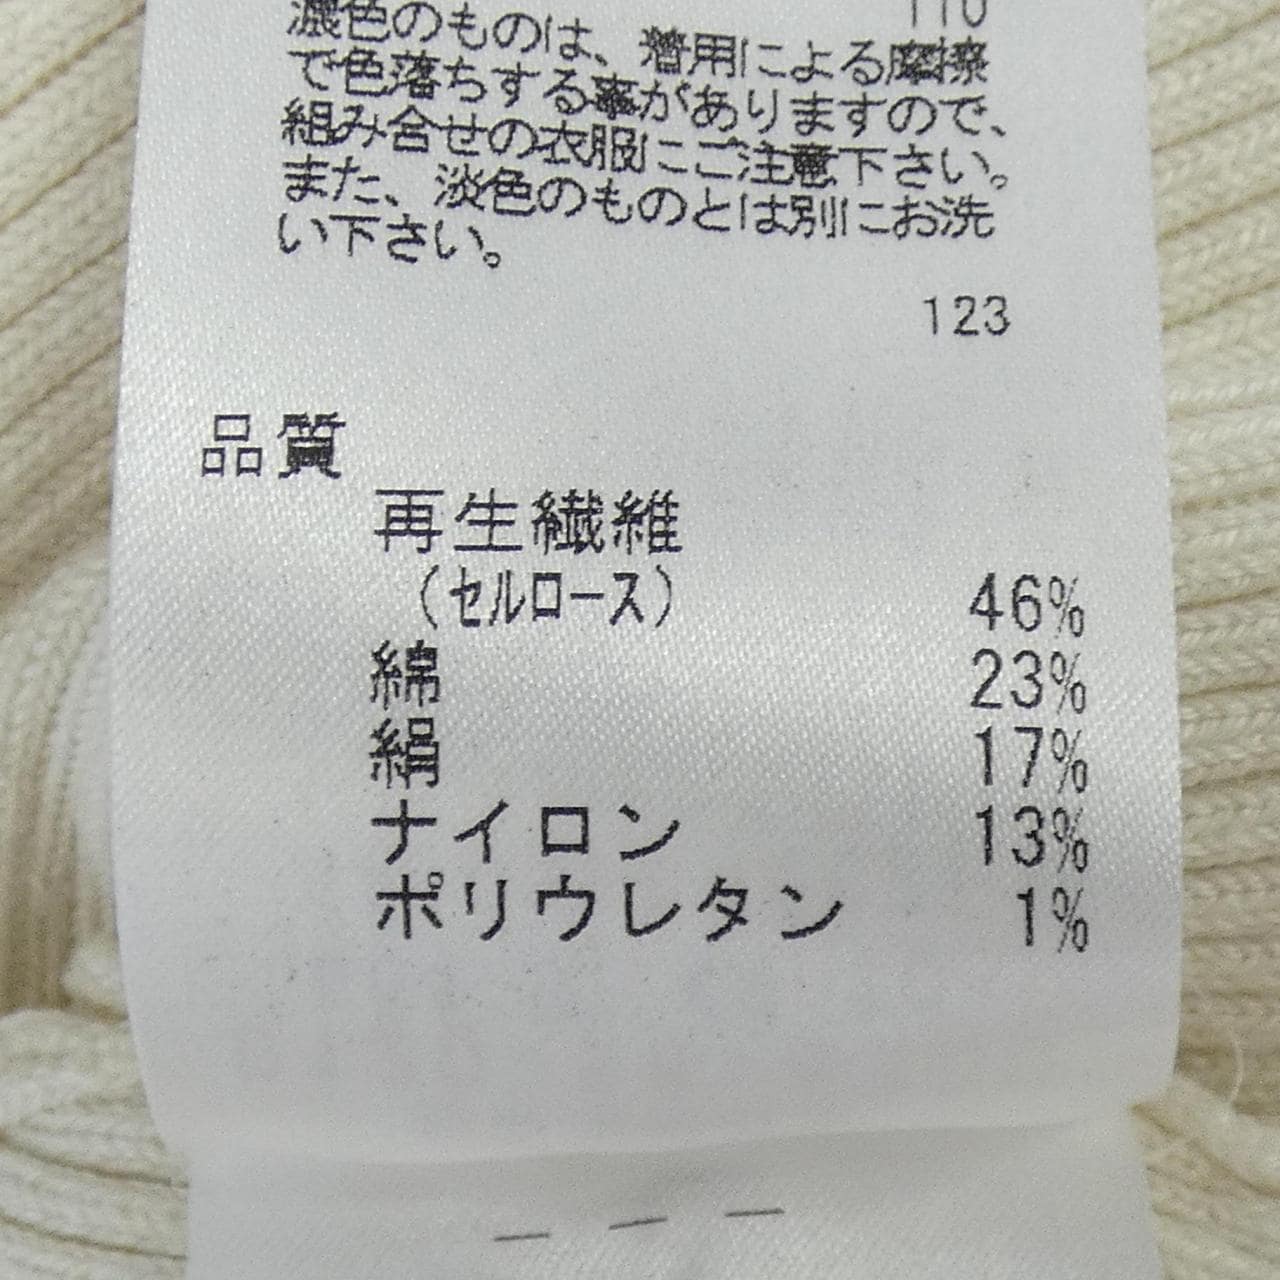 110
濃色のものは、着用による摩擦
で色落ちする事がありますので、
組み合せの衣服にご注意下さい。
また、淡色のものとは別にお洗
い下さい。
123
品質
再生繊維
(セルロース) 46%
綿 23%
絹 17%
ナイロン 13%
ポリウレタン 1%